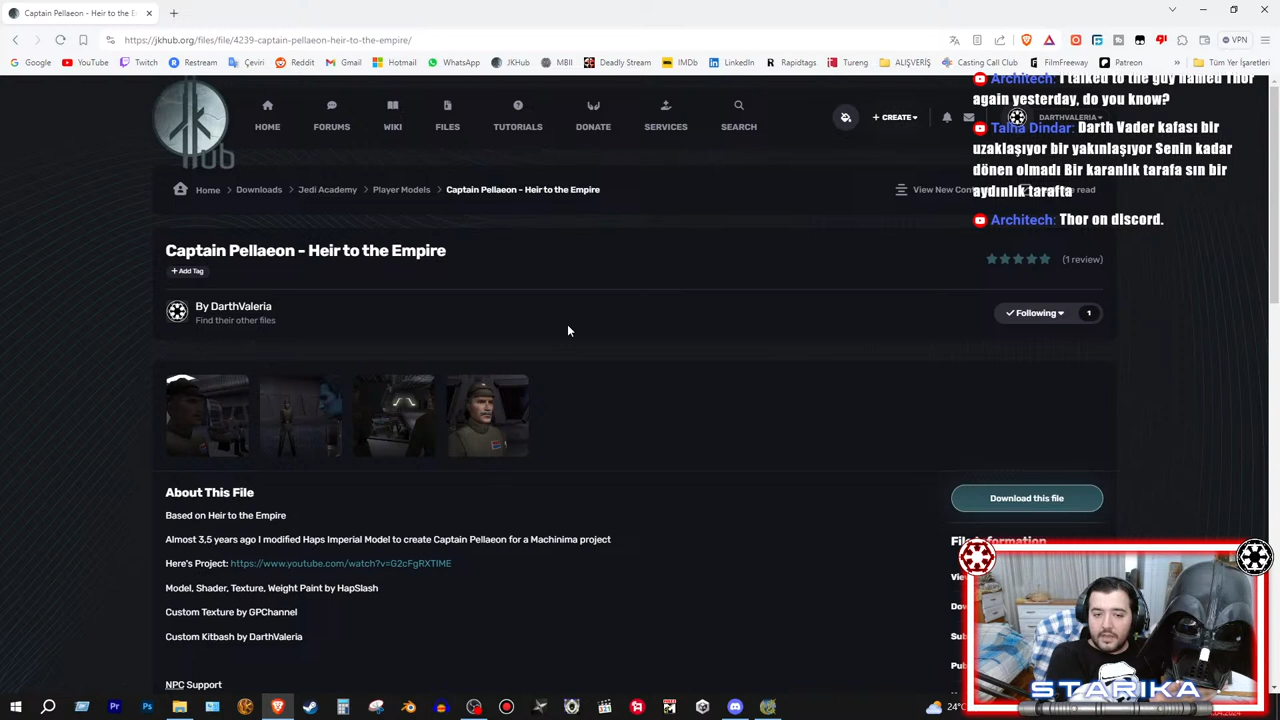 Captain Pellaeon - Heir to the E
https://jkhub.org/files/file/4239-captain-pellaeon-heir-to-the-empire/
VPN
Google YouTube Twitch Restream Çeviri Reddit Gmail Hotmail WhatsApp JKHub MBII Deadly Stream IMDb LinkedIn Rapidtags Tureng ALIŞVERİŞ Casting Call Club FilmFreeway Patreon Tüm Yer İşaretleri
Architech: I talked to the guy named Thor
again yesterday, do you know?
Talha Dindar: Darth Vader kafası bir
uzaklaşıyor bir yakınlaşıyor Senin kadar
dönen olmadı Bir karanlık tarafa sın bir
aydınlık tarafta
Architech: Thor on discord.
Hub
HOME FORUMS WIKI FILES TUTORIALS DONATE SERVICES SEARCH
+ CREATE DARTHVALERIA
Home Downloads Jedi Academy Player Models Captain Pellaeon - Heir to the Empire
View New read
Captain Pellaeon - Heir to the Empire
+ Add Tag
(1 review)
By DarthValeria
Find their other files
Following 1
About This File
Download this file
Based on Heir to the Empire
Almost 3,5 years ago I modified Haps Imperial Model to create Captain Pellaeon for a Machinima project
Here's Project: https://www.youtube.com/watch?v=G2cFgRXTIME
Model, Shader, Texture, Weight Paint by HapSlash
Custom Texture by GPChannel
Custom Kitbash by DarthValeria
NPC Support
File Information
STARIKA
24°C